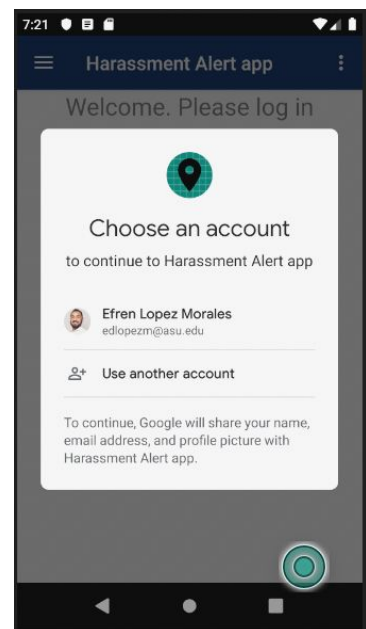 7:21
Harassment Alert app
Welcome. Please log in
Choose an account
to continue to Harassment Alert app
Efren Lopez Morales
edlopezm@asu.edu
Use another account
To continue, Google will share your name,
email address, and profile picture with
Harassment Alert app.